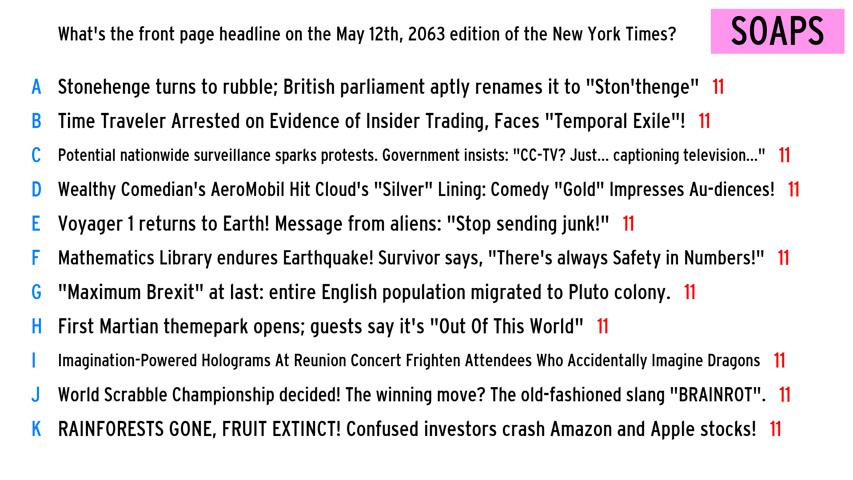 What's the front page headline on the May 12th, 2063 edition of the New York Times? SOAPS
A Stonehenge turns to rubble; British parliament aptly renames it to "Ston'thenge" 11
B Time Traveler Arrested on Evidence of Insider Trading, Faces "Temporal Exile"! 11
C Potential nationwide surveillance sparks protests. Government insists: "CC-TV? Just... captioning television..." 11
D Wealthy Comedian's AeroMobil Hit Cloud's "Silver" Lining: Comedy "Gold" Impresses Au-diences! 11
E Voyager 1 returns to Earth! Message from aliens: "Stop sending junk!" 11
F Mathematics Library endures Earthquake! Survivor says, "There's always Safety in Numbers!" 11
G "Maximum Brexit" at last: entire English population migrated to Pluto colony. 11
H First Martian themepark opens; guests say it's "Out Of This World" 11
I Imagination-Powered Holograms At Reunion Concert Frighten Attendees Who Accidentally Imagine Dragons 11
J World Scrabble Championship decided! The winning move? The old-fashioned slang "BRAINROT". 11
K RAINFORESTS GONE, FRUIT EXTINCT! Confused investors crash Amazon and Apple stocks! 11